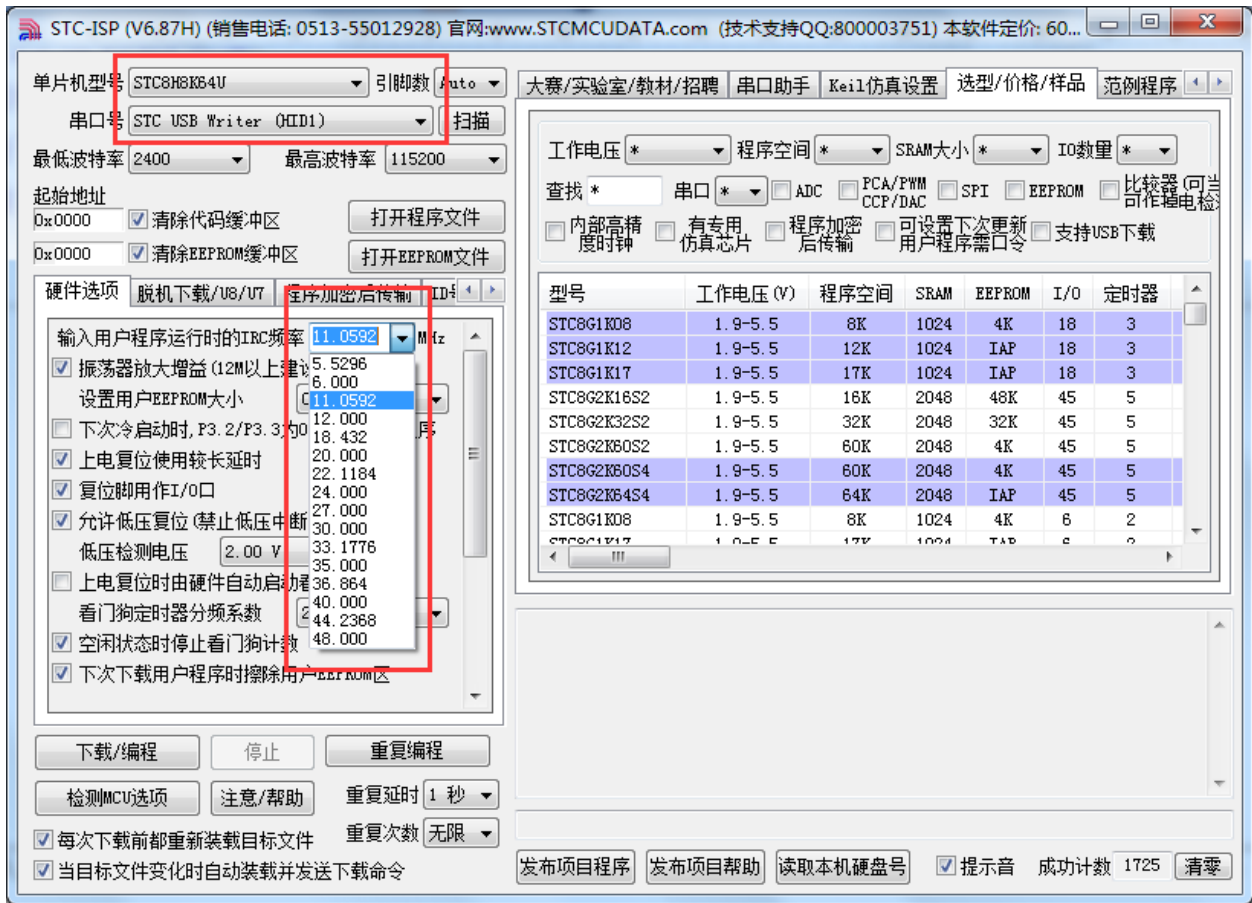 STC-ISP (V6.87H) (销售电话: 0513-55012928) 官网:www.STCMCUDATA.com (技术支持QQ:800003751) 本软件定价: 60...
单片机型号 STC8H8K64U 引脚数 Auto
串口号 STC USB Writer (HID1) 扫描
最低波特率 2400 最高波特率 115200
起始地址
0x0000 清除代码缓冲区 打开程序文件
0x0000 清除EEPROM缓冲区 打开EEPROM文件
硬件选项 脱机下载/U8/U7 程序加密后传输
输入用户程序运行时的IRC频率 11.0592 MHz
振荡器放大增益(12M以上建
设置用户EEPROM大小
下次冷启动时,P3.2/P3.3为0
上电复位使用较长延时
复位脚用作I/O口
允许低压复位(禁止低压中断
低压检测电压 2.00 V
上电复位时由硬件自动启动
看门狗定时器分频系数 2
空闲状态时停止看门狗计数
下次下载用户程序时擦除用户EEPROM区
5.5296
6.000
11.0592
12.000
18.432
20.000
22.1184
24.000
27.000
30.000
33.1776
35.000
36.864
40.000
44.2368
48.000
下载/编程 停止 重复编程
检测MCU选项 注意/帮助 重复延时 1 秒
每次下载前都重新装载目标文件 重复次数 无限
当目标文件变化时自动装载并发送下载命令
大赛/实验室/教材/招聘 串口助手 Keil仿真设置 选型/价格/样品 范例程序
工作电压 * 程序空间 * SRAM大小 * IO数量 *
查找 * 串口 * ADC PCA/PWM CCP/DAC SPI EEPROM 比较器(可当 可作掉电检
内部高精度时钟 有专用仿真芯片 程序加密后传输 可设置下次更新用户程序需口令 支持USB下载
型号 工作电压(V) 程序空间 SRAM EEPROM I/O 定时器
STC8G1K08 1.9-5.5 8K 1024 4K 18 3
STC8G1K12 1.9-5.5 12K 1024 IAP 18 3
STC8G1K17 1.9-5.5 17K 1024 IAP 18 3
STC8G2K16S2 1.9-5.5 16K 2048 48K 45 5
STC8G2K32S2 1.9-5.5 32K 2048 32K 45 5
STC8G2K60S2 1.9-5.5 60K 2048 4K 45 5
STC8G2K60S4 1.9-5.5 60K 2048 4K 45 5
STC8G2K64S4 1.9-5.5 64K 2048 IAP 45 5
STC8G1K08 1.9-5.5 8K 1024 4K 6 2
STC8G1K17 1.9-5.5 17K 1024 IAP 6 2
发布项目程序 发布项目帮助 读取本机硬盘号 提示音 成功计数 1725 清零